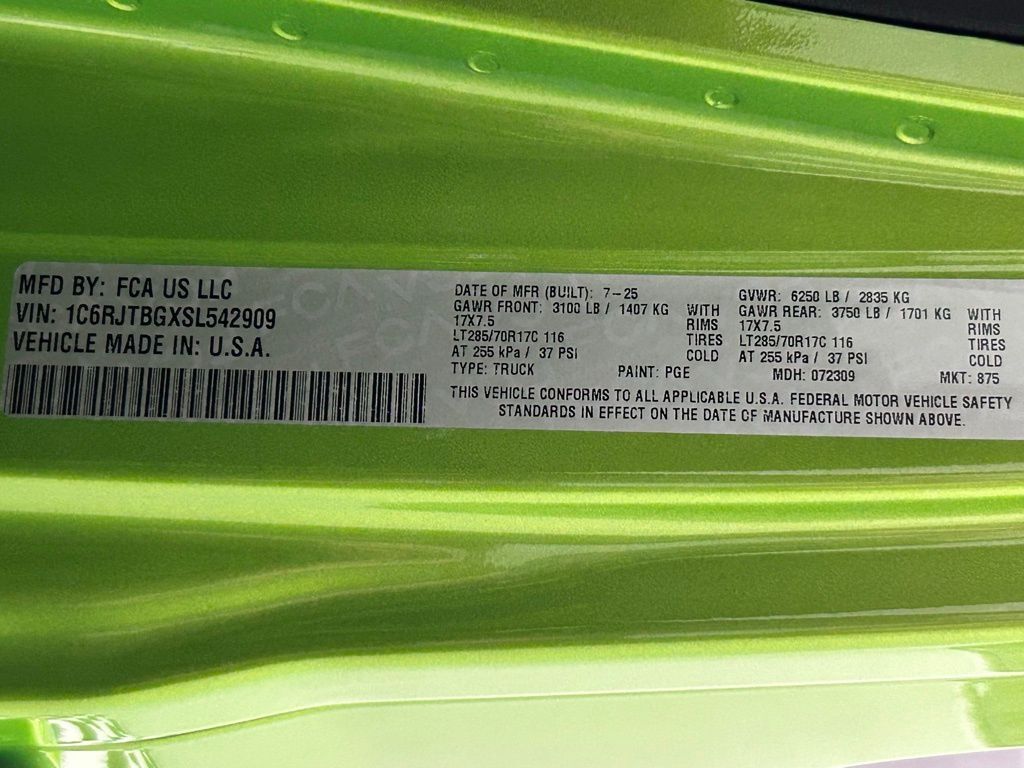 MFD BY: FCA US LLC
VIN: 1C6RJTBGXSL542909
VEHICLE MADE IN: U.S.A.
DATE OF MFR (BUILT): 7-25
GAWR FRONT: 3100 LB / 1407 KG WITH
17X7.5 RIMS
LT285/70R17C 116 TIRES
AT 255 kPa / 37 PSI COLD
TYPE: TRUCK PAINT: PGE
GVWR: 6250 LB / 2835 KG
GAWR REAR: 3750 LB / 1701 KG WITH
17X7.5 RIMS
LT285/70R17C 116 TIRES
AT 255 kPa / 37 PSI COLD
MDH: 072309 MKT: 875
THIS VEHICLE CONFORMS TO ALL APPLICABLE U.S.A. FEDERAL MOTOR VEHICLE SAFETY
STANDARDS IN EFFECT ON THE DATE OF MANUFACTURE SHOWN ABOVE.